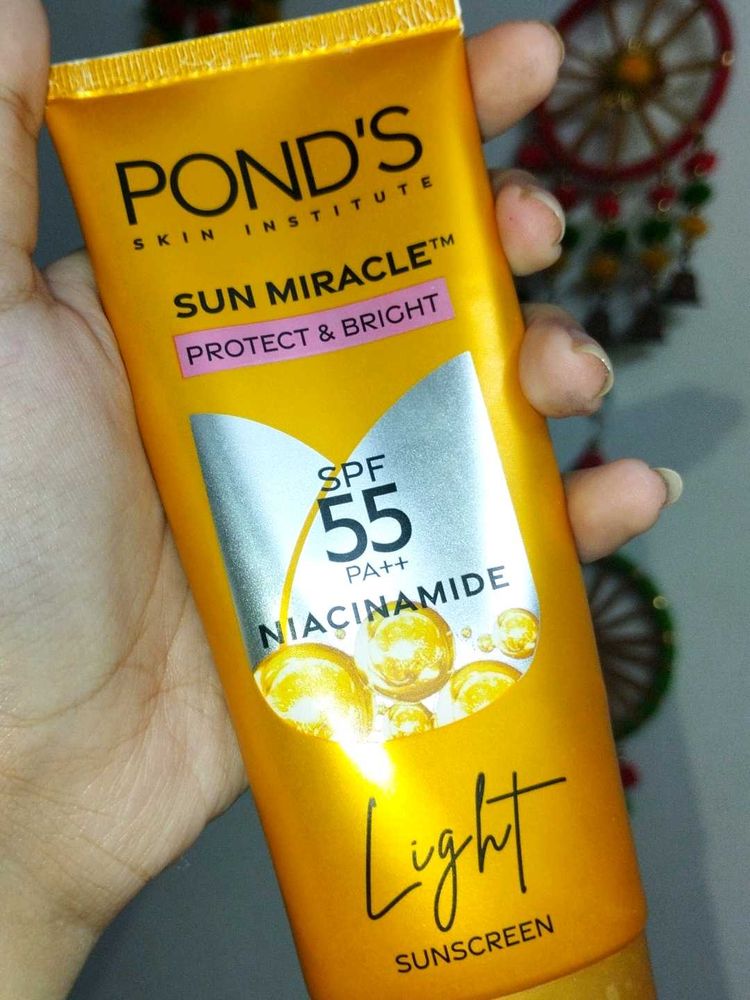 POND'S
SKIN INSTITUTE
SUN MIRACLE™
PROTECT & BRIGHT
SPF
55
PA++
NIACINAMIDE
Light
SUNSCREEN